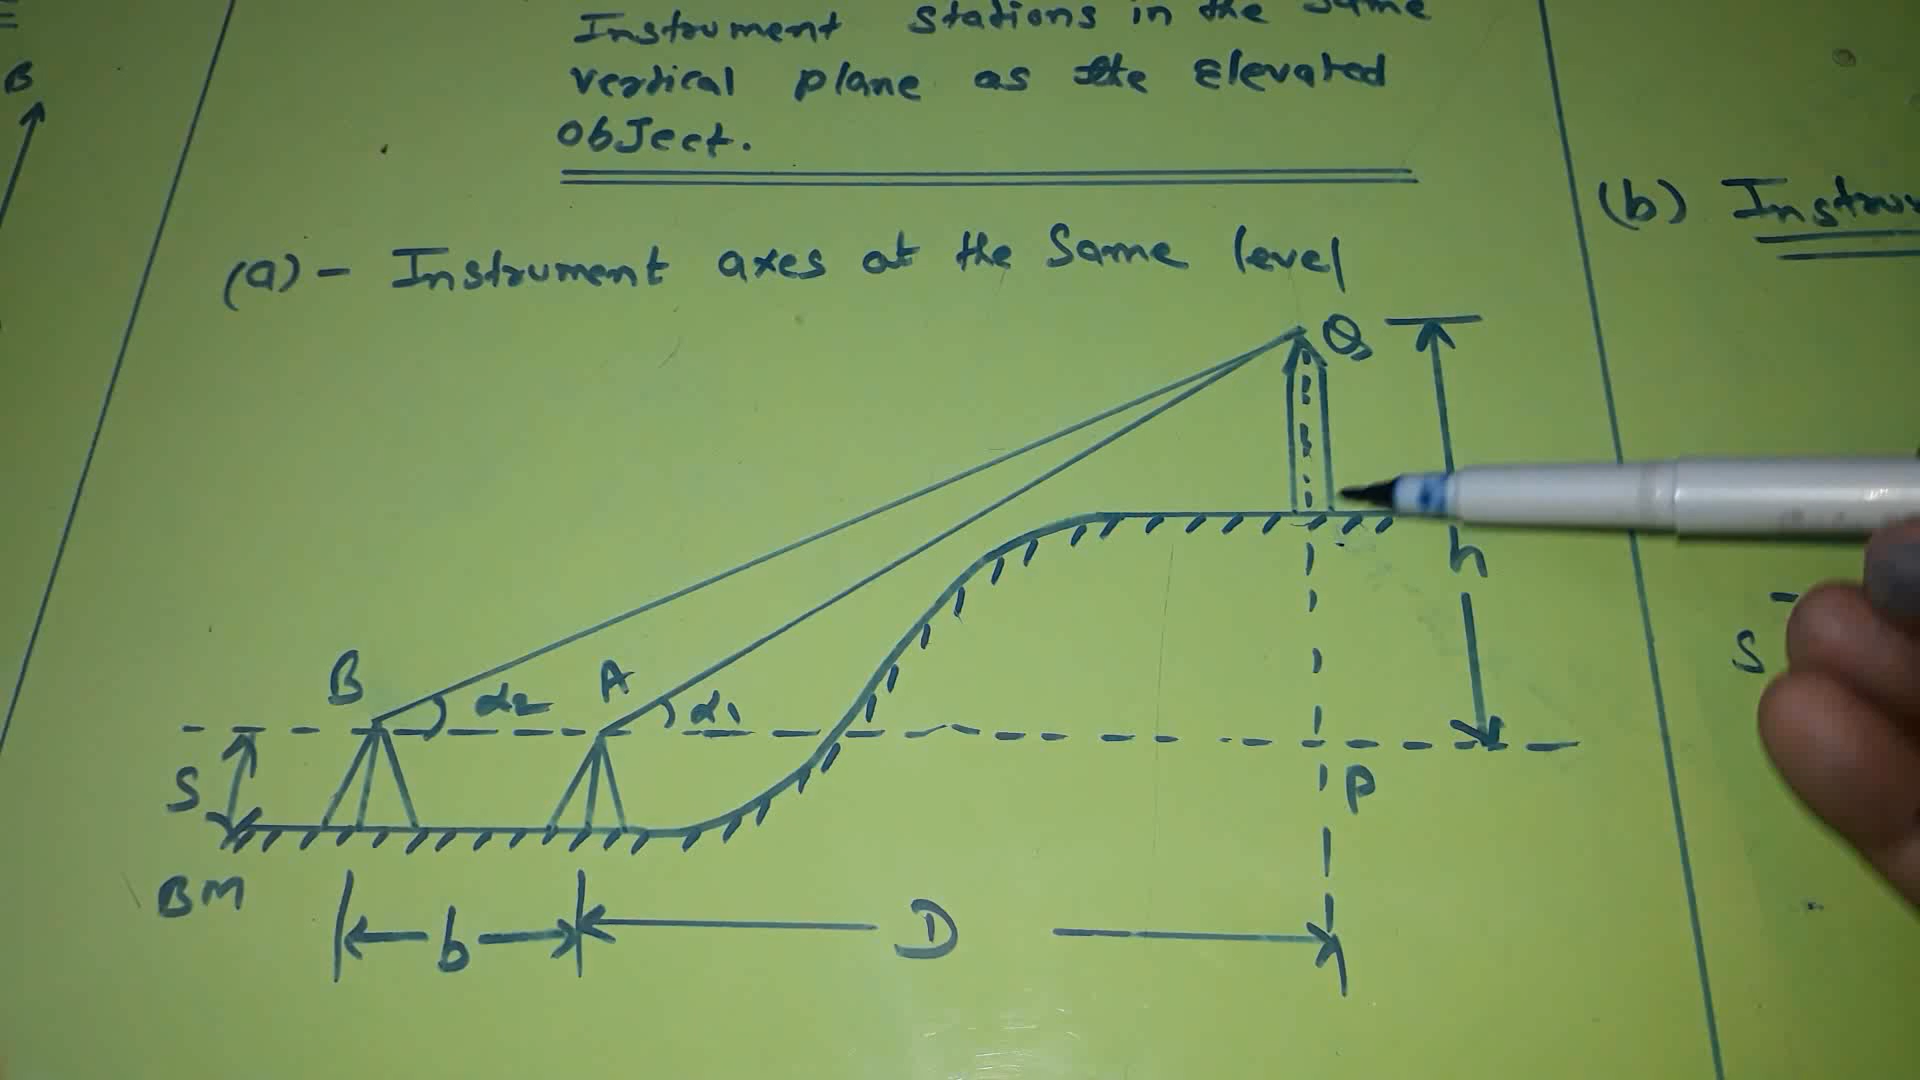 B
Instrument stations in the same
vertical plane as the Elevated
obJect.
(a) - Instrument axes at the Same level
(b) Instru
Q
h
B
α2
A
α1
S
P
BM
b
D
S